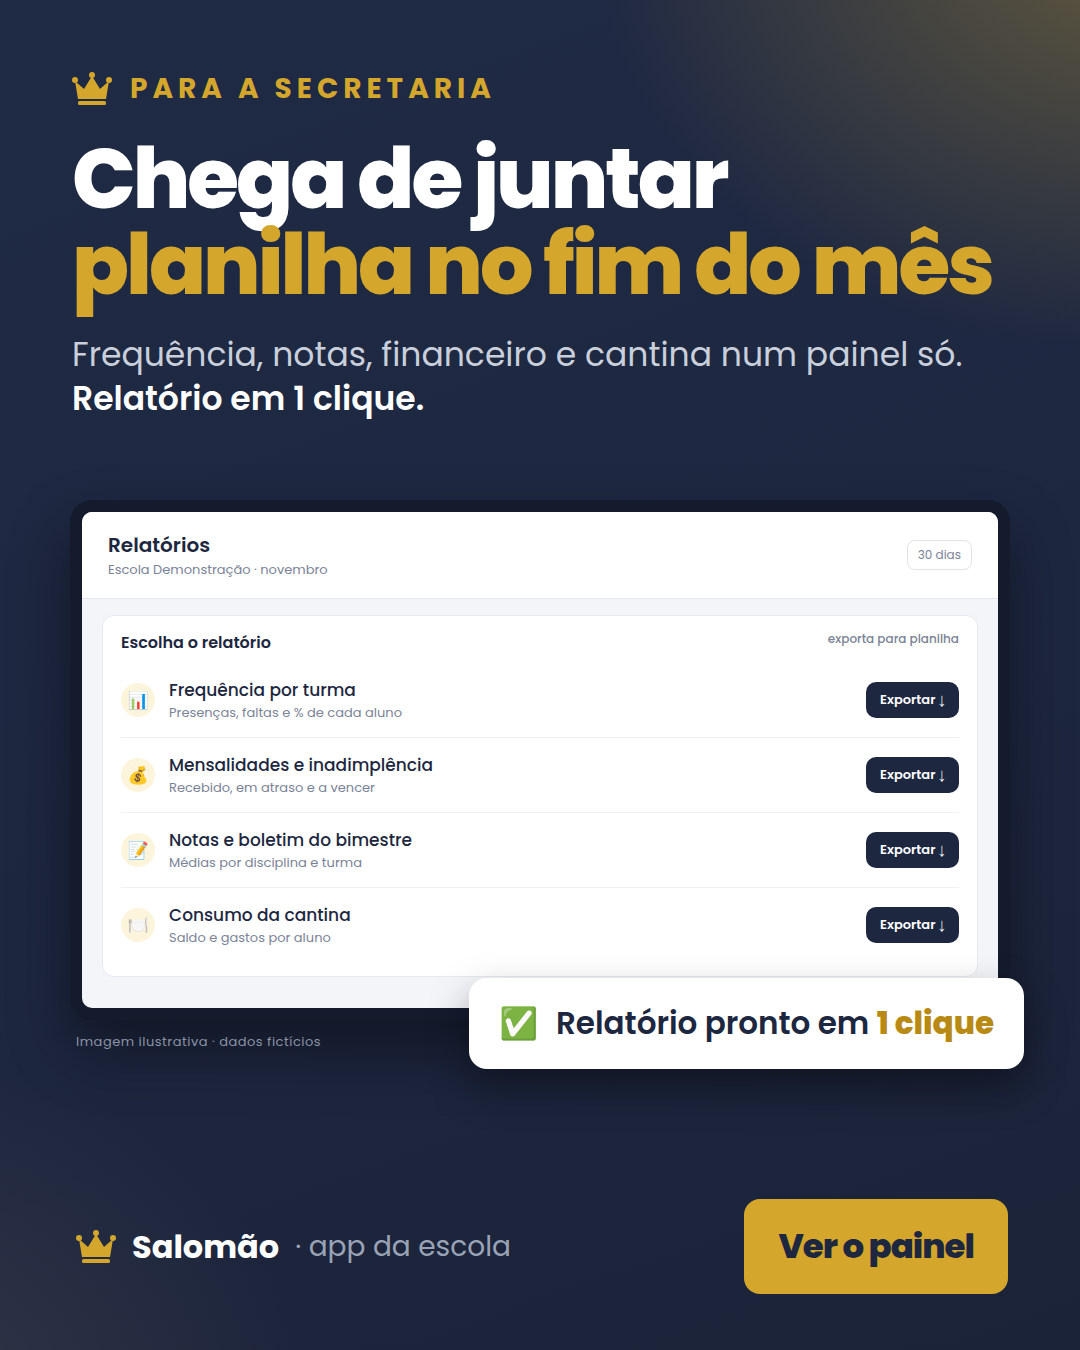 PARA A SECRETARIA
Chega de juntar
planilha no fim do mês
Frequência, notas, financeiro e cantina num painel só.
Relatório em 1 clique.
Relatórios
Escola Demonstração · novembro
30 dias
Escolha o relatório
exporta para planilha
Frequência por turma
Presenças, faltas e % de cada aluno
Exportar ↓
Mensalidades e inadimplência
Recebido, em atraso e a vencer
Exportar ↓
Notas e boletim do bimestre
Médias por disciplina e turma
Exportar ↓
Consumo da cantina
Saldo e gastos por aluno
Exportar ↓
✅ Relatório pronto em 1 clique
Imagem ilustrativa · dados fictícios
Salomão · app da escola
Ver o painel